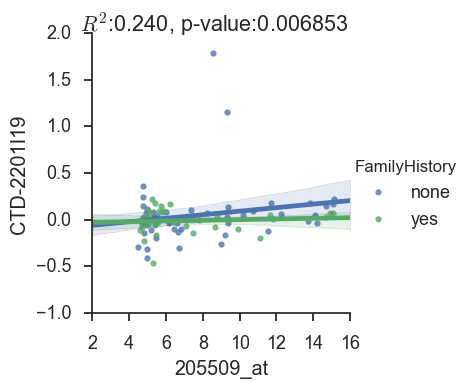 R²:0.240, p-value:0.006853
2.0
1.5
1.0
0.5
0.0
−0.5
−1.0
CTD-2201I19
2 4 6 8 10 12 14 16
205509_at
FamilyHistory
none
yes